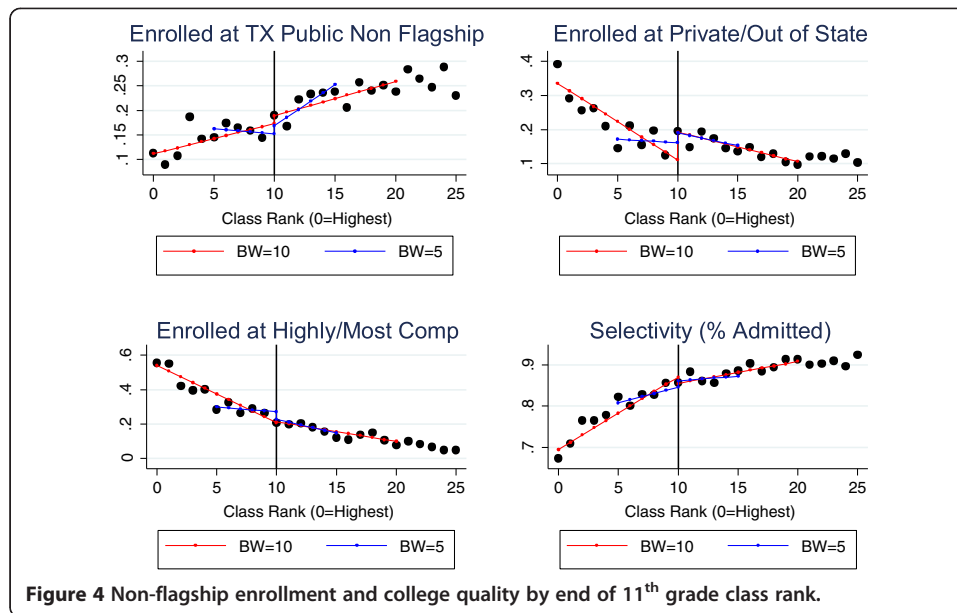 Enrolled at TX Public Non Flagship
.1 .15 .2 .25 .3
0 5 10 15 20 25
Class Rank (0=Highest)
BW=10 BW=5
Enrolled at Private/Out of State
.1 .2 .3 .4
0 5 10 15 20 25
Class Rank (0=Highest)
BW=10 BW=5
Enrolled at Highly/Most Comp
0 .2 .4 .6
0 5 10 15 20 25
Class Rank (0=Highest)
BW=10 BW=5
Selectivity (% Admitted)
.7 .8 .9
0 5 10 15 20 25
Class Rank (0=Highest)
BW=10 BW=5
Figure 4 Non-flagship enrollment and college quality by end of 11th grade class rank.